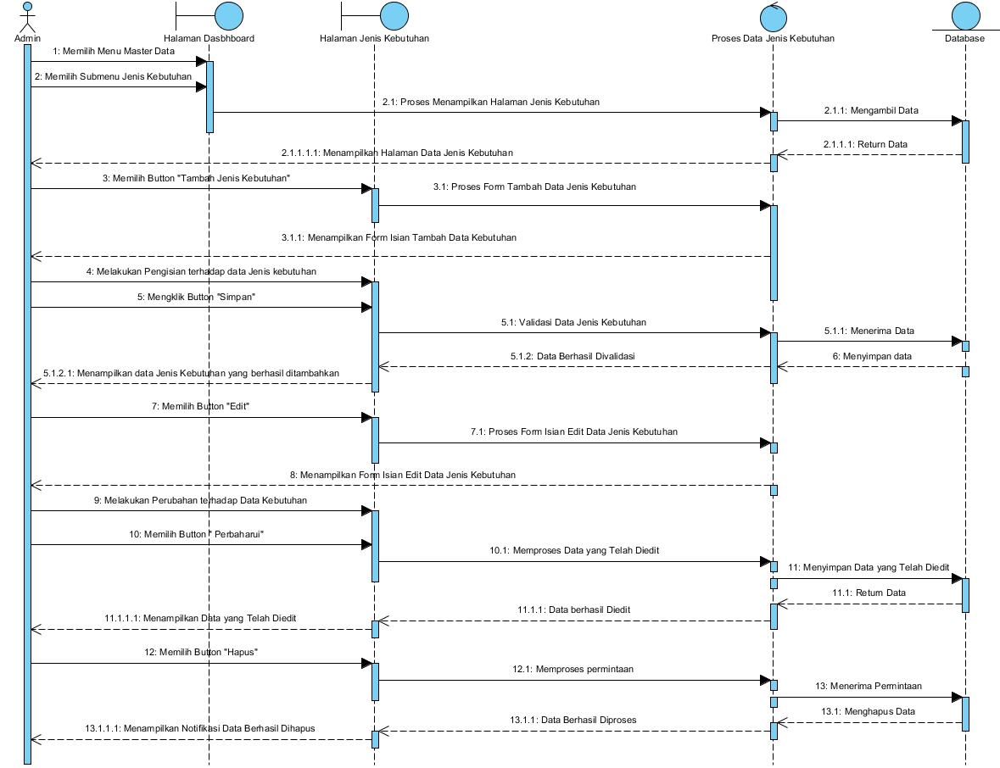 Admin
Halaman Dasbhboard
Halaman Jenis Kebutuhan
Proses Data Jenis Kebutuhan
Database
1: Memilih Menu Master Data
2: Memilih Submenu Jenis Kebutuhan
2.1: Proses Menampilkan Halaman Jenis Kebutuhan
2.1.1: Mengambil Data
2.1.1.1: Return Data
2.1.1.1.1: Menampilkan Halaman Data Jenis Kebutuhan
3: Memilih Button "Tambah Jenis Kebutuhan"
3.1: Proses Form Tambah Data Jenis Kebutuhan
3.1.1: Menampilkan Form Isian Tambah Data Kebutuhan
4: Melakukan Pengisian terhadap data Jenis kebutuhan
5: Mengklik Button "Simpan"
5.1: Validasi Data Jenis Kebutuhan
5.1.1: Menerima Data
5.1.2: Data Berhasil Divalidasi
6: Menyimpan data
5.1.2.1: Menampilkan data Jenis Kebutuhan yang berhasil ditambahkan
7: Memilih Button "Edit"
7.1: Proses Form Isian Edit Data Jenis Kebutuhan
8: Menampilkan Form Isian Edit Data Jenis Kebutuhan
9: Melakukan Perubahan terhadap Data Kebutuhan
10: Memilih Button " Perbaharui"
10.1: Memproses Data yang Telah Diedit
11: Menyimpan Data yang Telah Diedit
11.1: Return Data
11.1.1: Data berhasil Diedit
11.1.1.1: Menampilkan Data yang Telah Diedit
12: Memilih Button "Hapus"
12.1: Memproses permintaan
13: Menerima Permintaan
13.1: Menghapus Data
13.1.1: Data Berhasil Diproses
13.1.1.1: Menampilkan Notifikasi Data Berhasil Dihapus